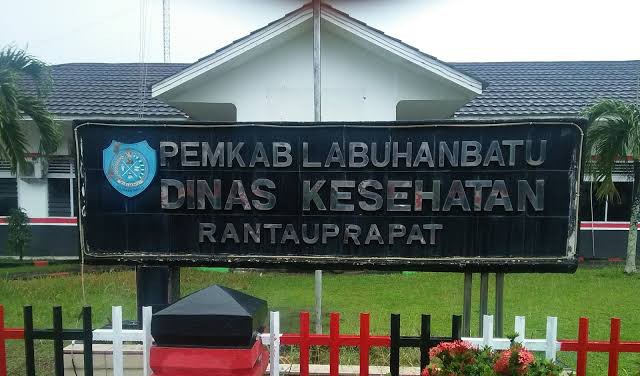 PEMKAB LABUHANBATU
DINAS KESEHATAN
RANTAUPRAPAT